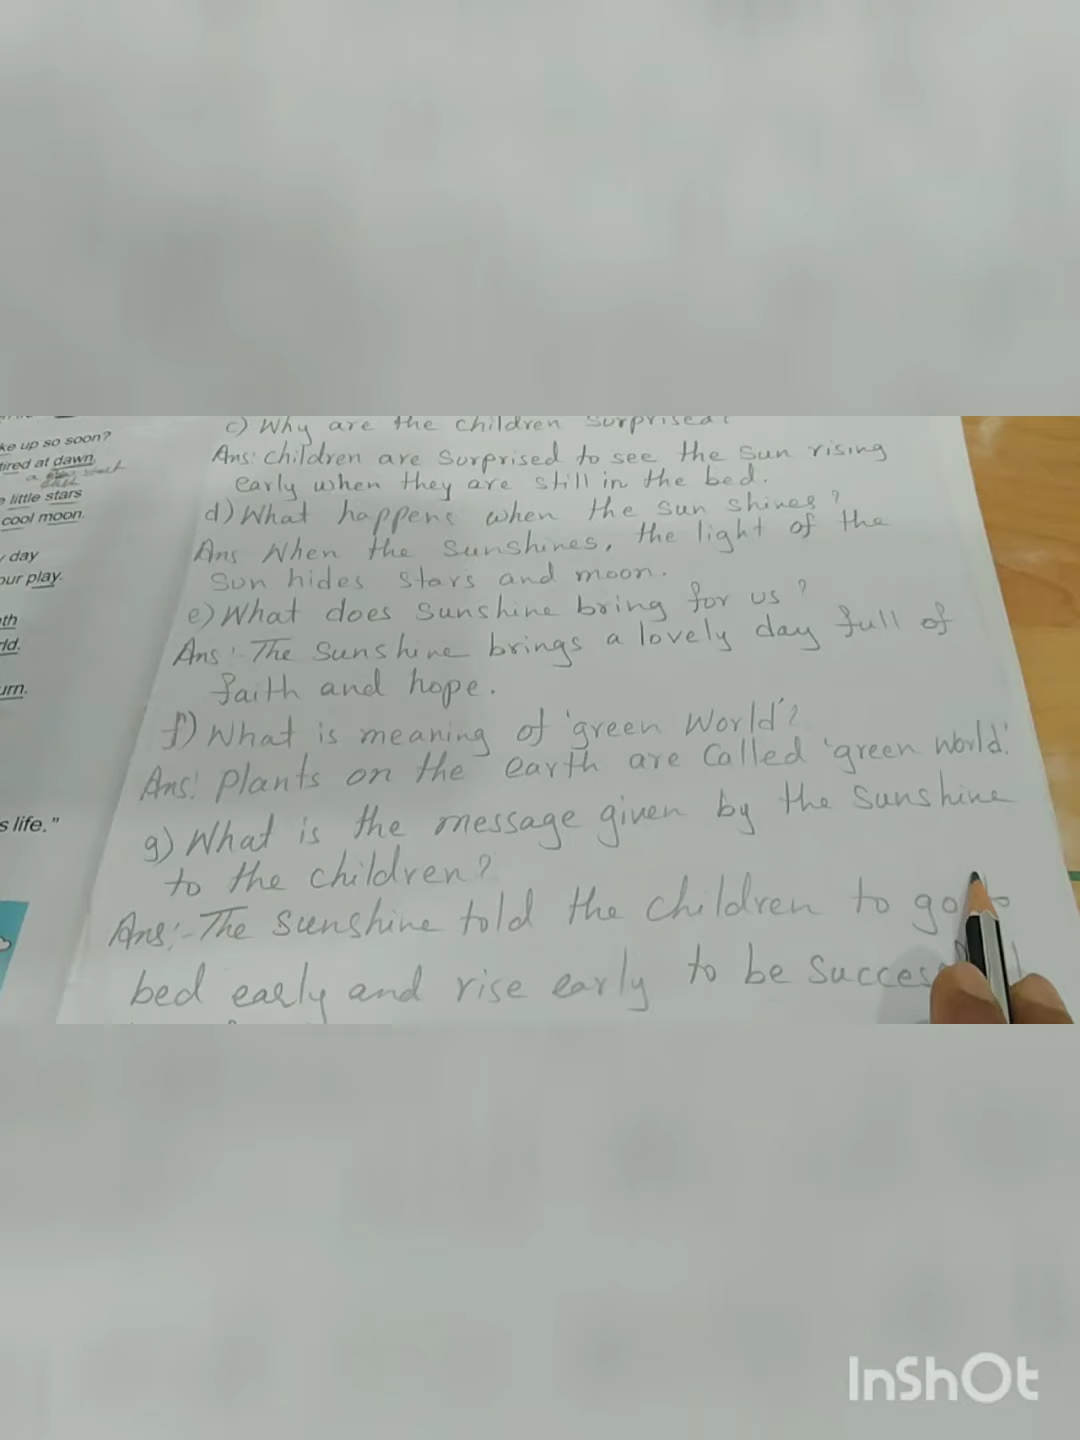 ke up so soon?
tired at dawn.
little stars
cool moon.
day
our play.
s life."
c) Why are the children surprised?
Ans: children are surprised to see the sun rising
early when they are still in the bed.
d) What happens when the sun shines?
Ans When the sunshines, the light of the
sun hides stars and moon.
e) What does sunshine bring for us?
Ans:- The sunshine brings a lovely day full of
faith and hope.
f) What is meaning of 'green World'?
Ans: Plants on the earth are called 'green world'.
g) What is the message given by the sunshine
to the children?
Ans:- The sunshine told the children to go to
bed early and rise early to be
InShOt